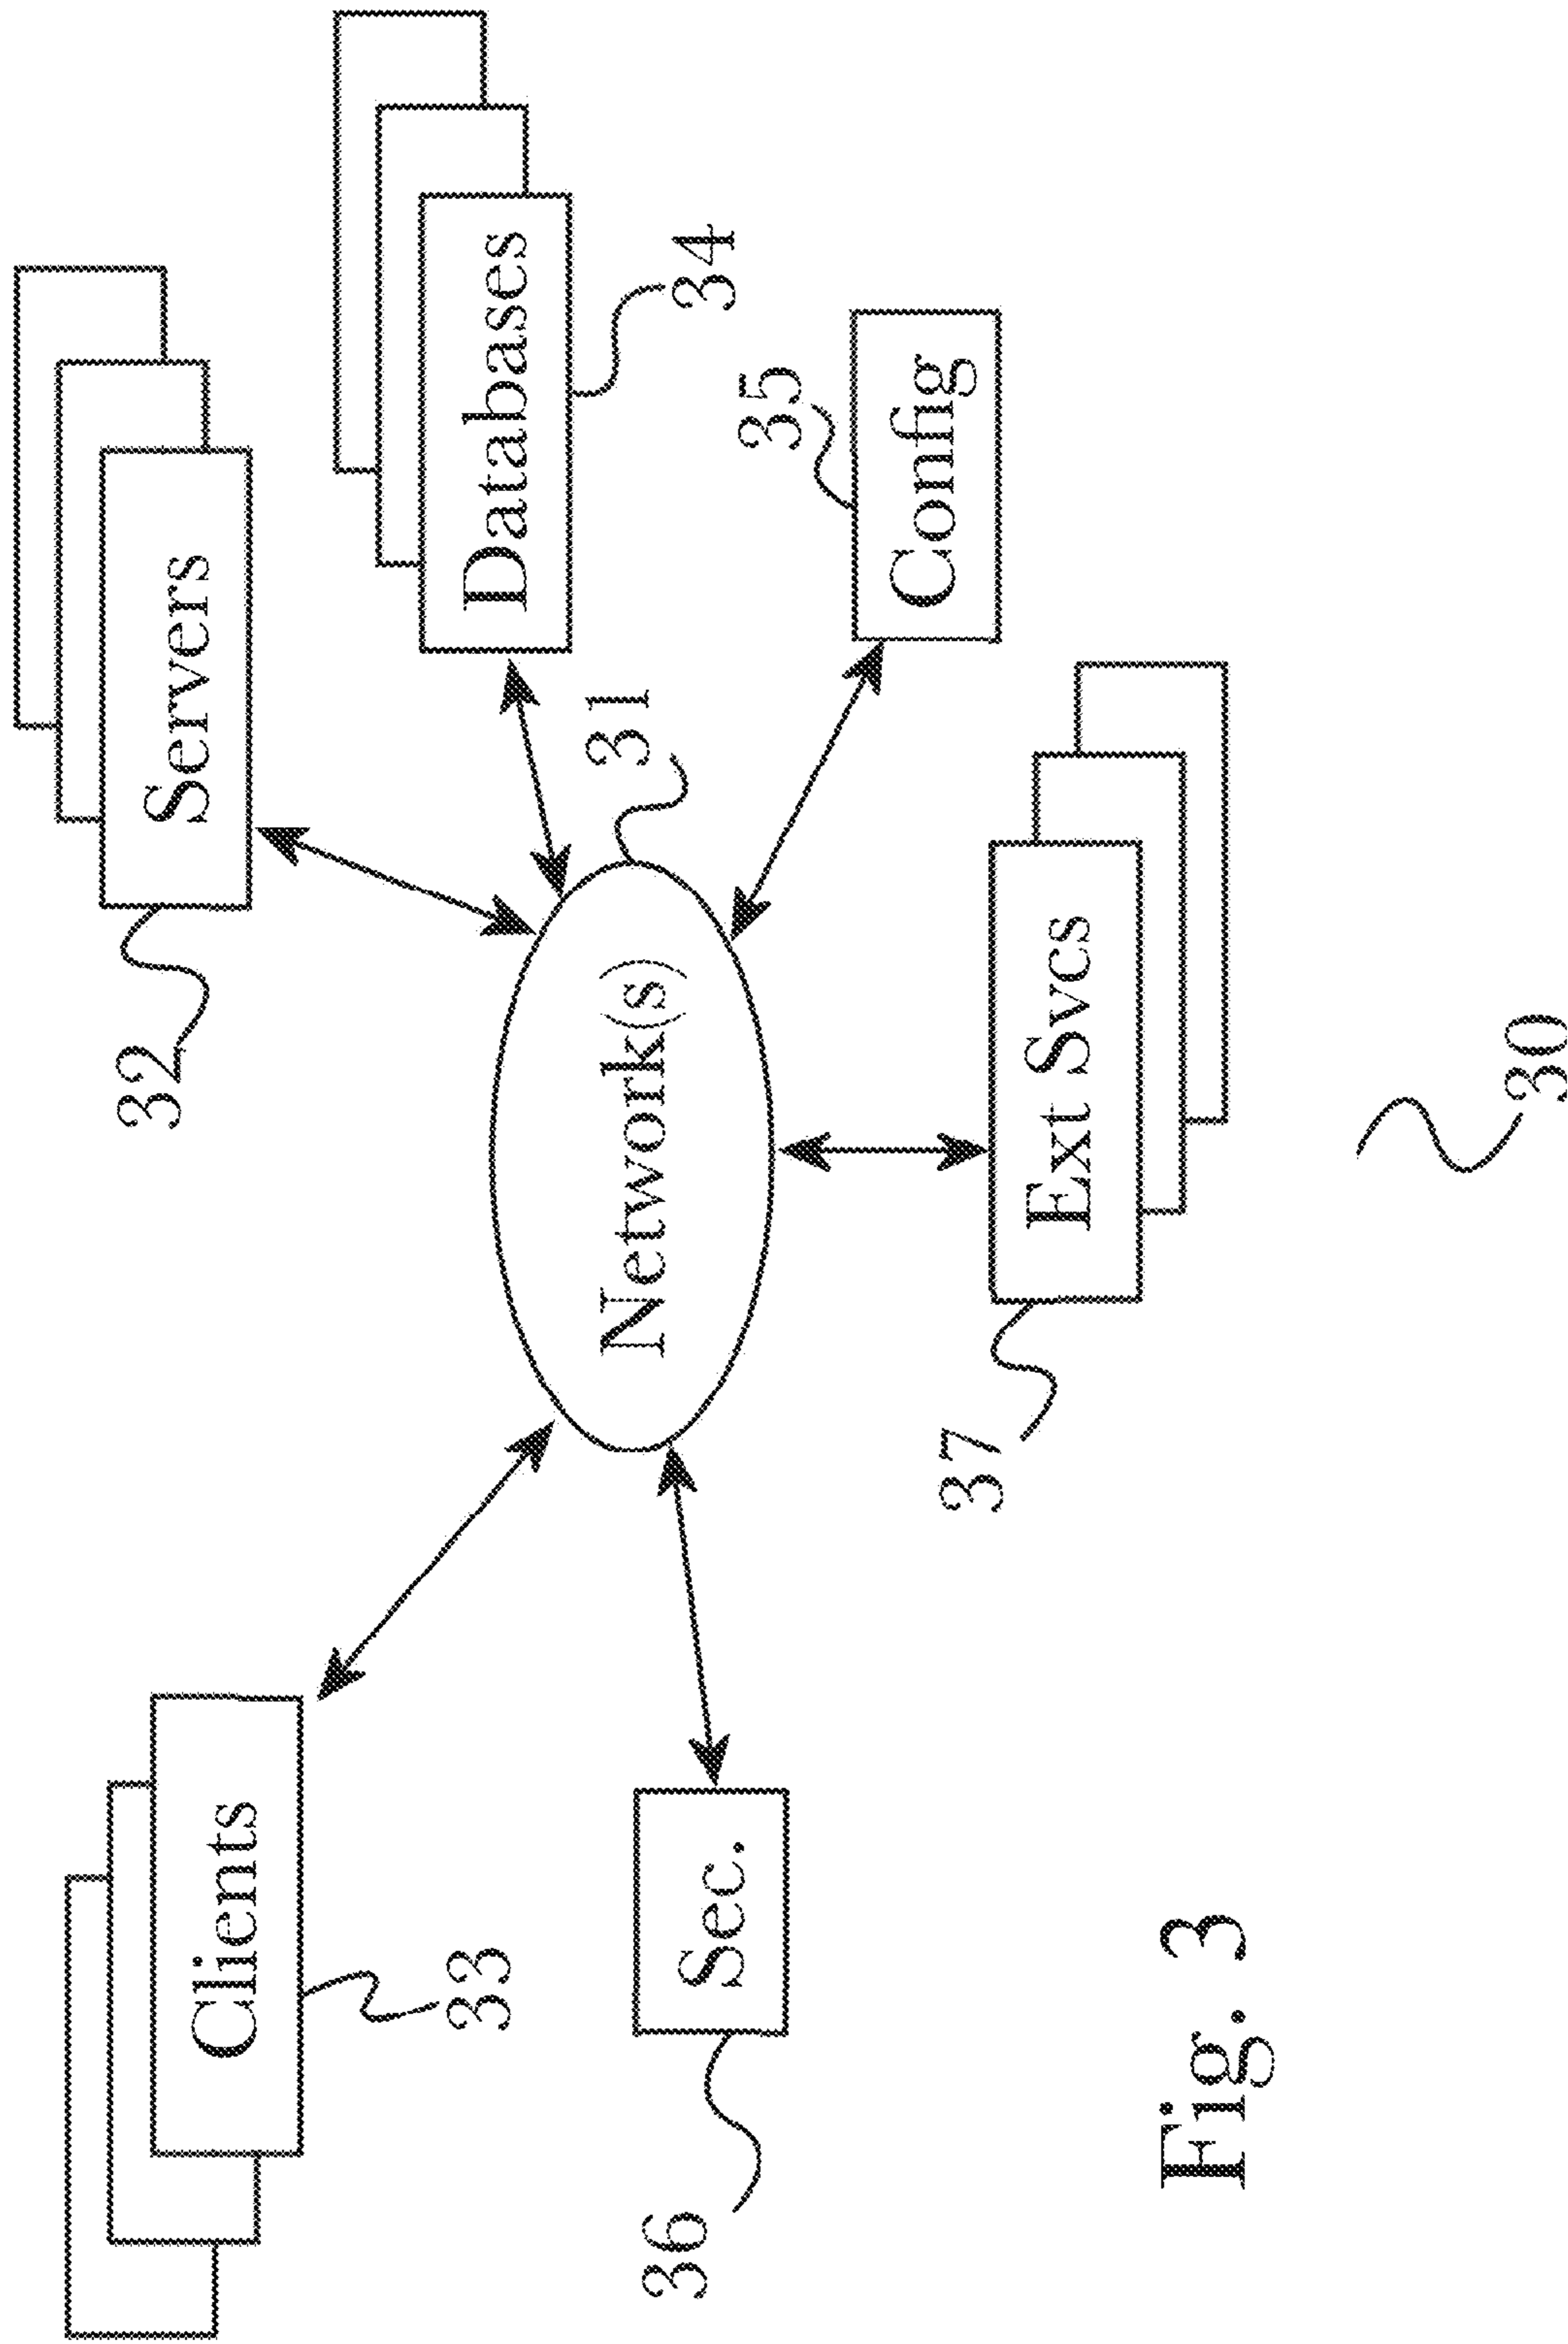 Servers
32
Databases
34
Clients
33
Network(s)
31
35
Config
Sec.
36
Ext Svcs
37
30
Fig. 3